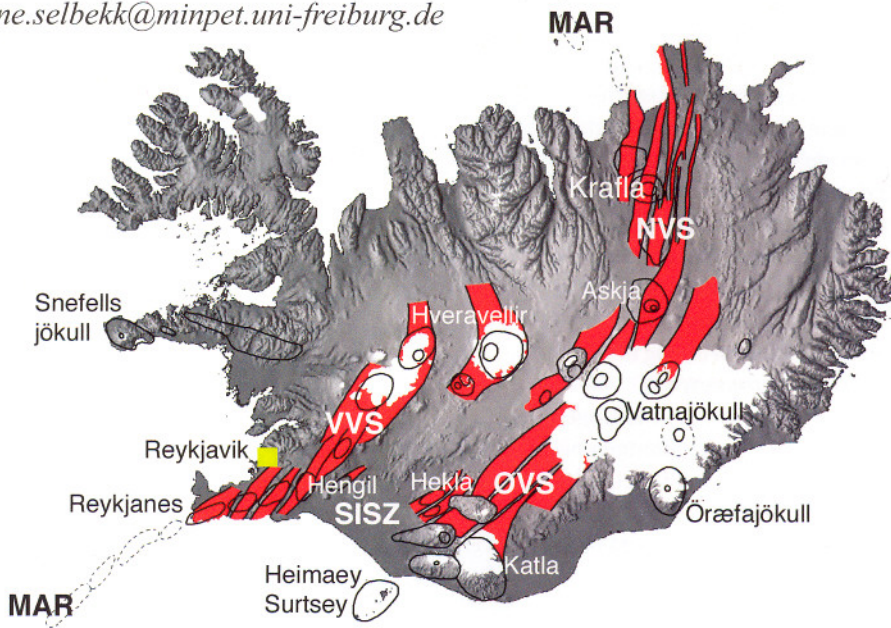 ne.selbekk@minpet.uni-freiburg.de
MAR
Krafla
NVS
Askja
Snefells
jökull
Hveravellir
VVS
Vatnajökull
Reykjavik
Hekla
ØVS
Hengil
Reykjanes
SISZ
Öræfajökull
Katla
Heimaey
Surtsey
MAR